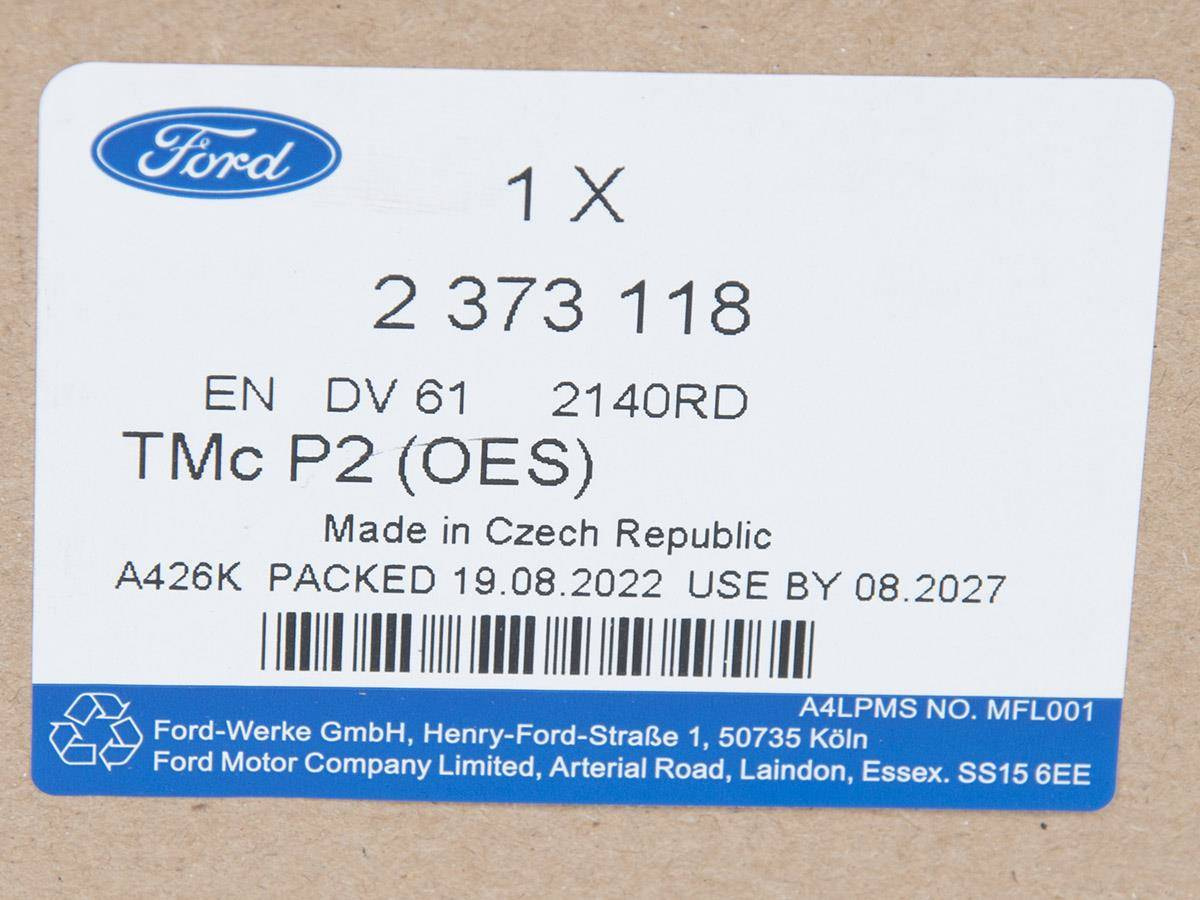 Ford
1 X
2 373 118
EN DV 61 2140RD
TMc P2 (OES)
Made in Czech Republic
A426K PACKED 19.08.2022 USE BY 08.2027
A4LPMS NO. MFL001
Ford-Werke GmbH, Henry-Ford-Straße 1, 50735 Köln
Ford Motor Company Limited, Arterial Road, Laindon, Essex. SS15 6EE